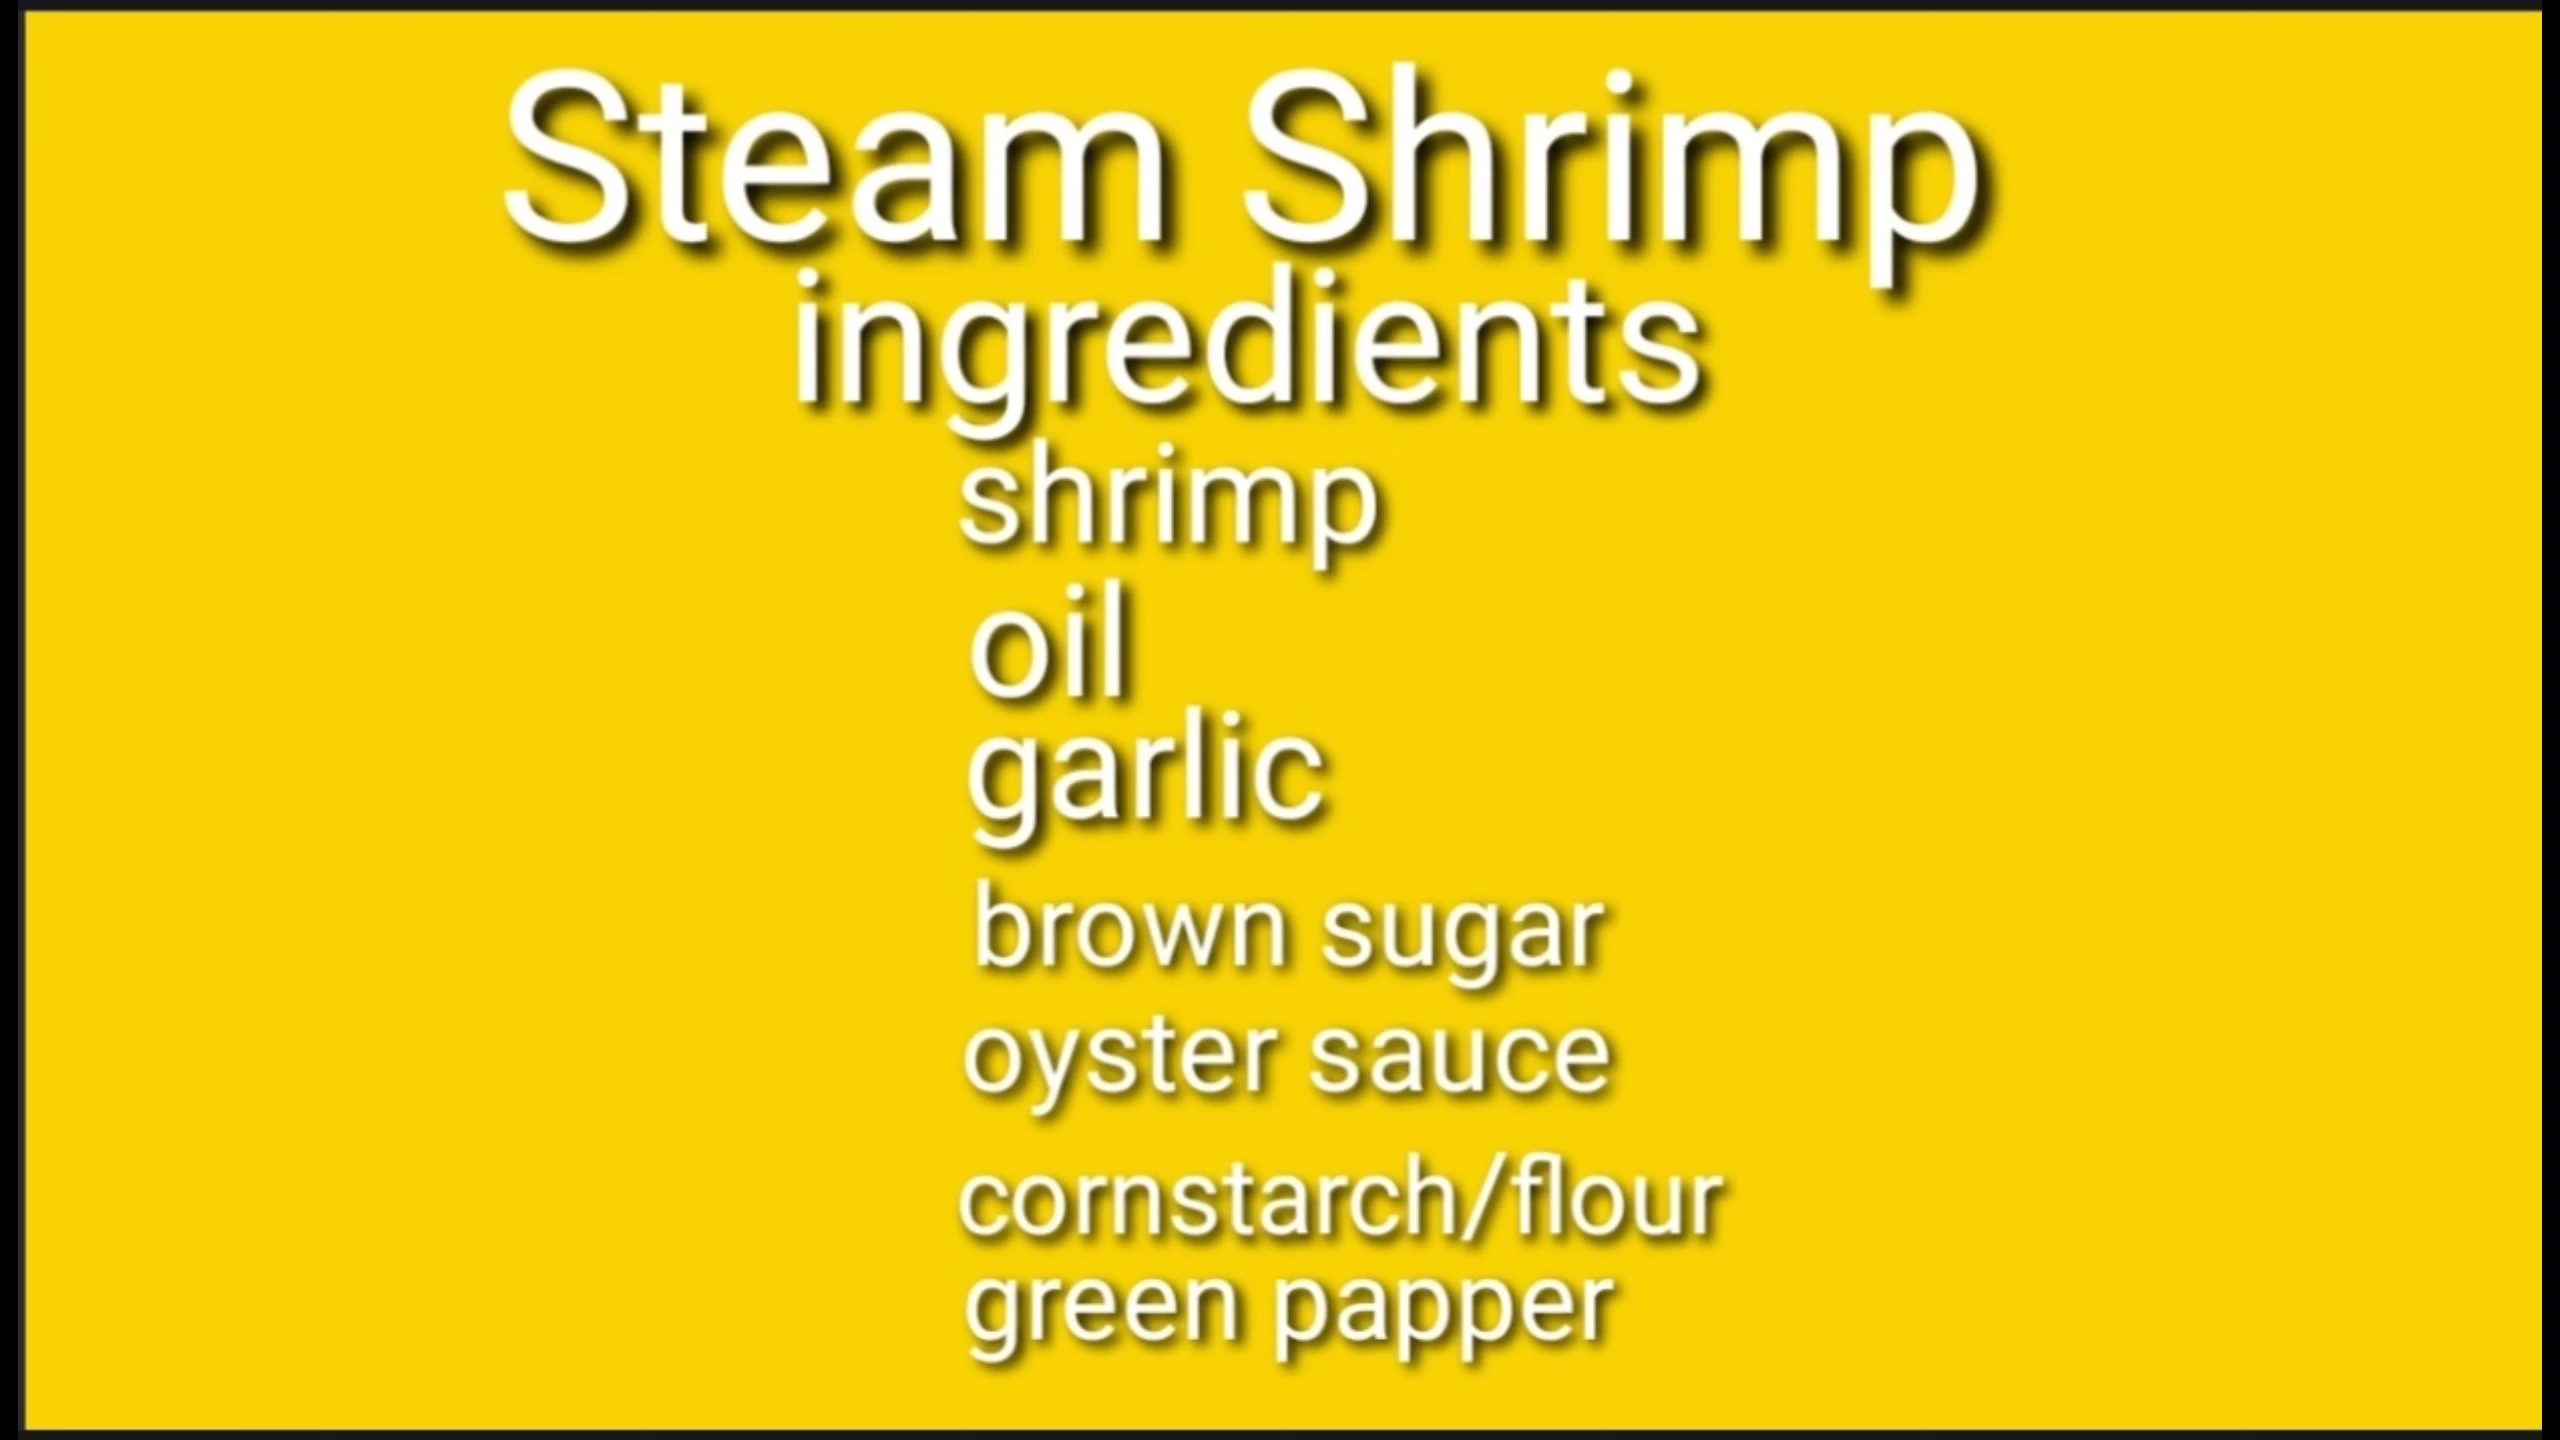 Steam Shrimp
ingredients
shrimp
oil
garlic
brown sugar
oyster sauce
cornstarch/flour
green papper